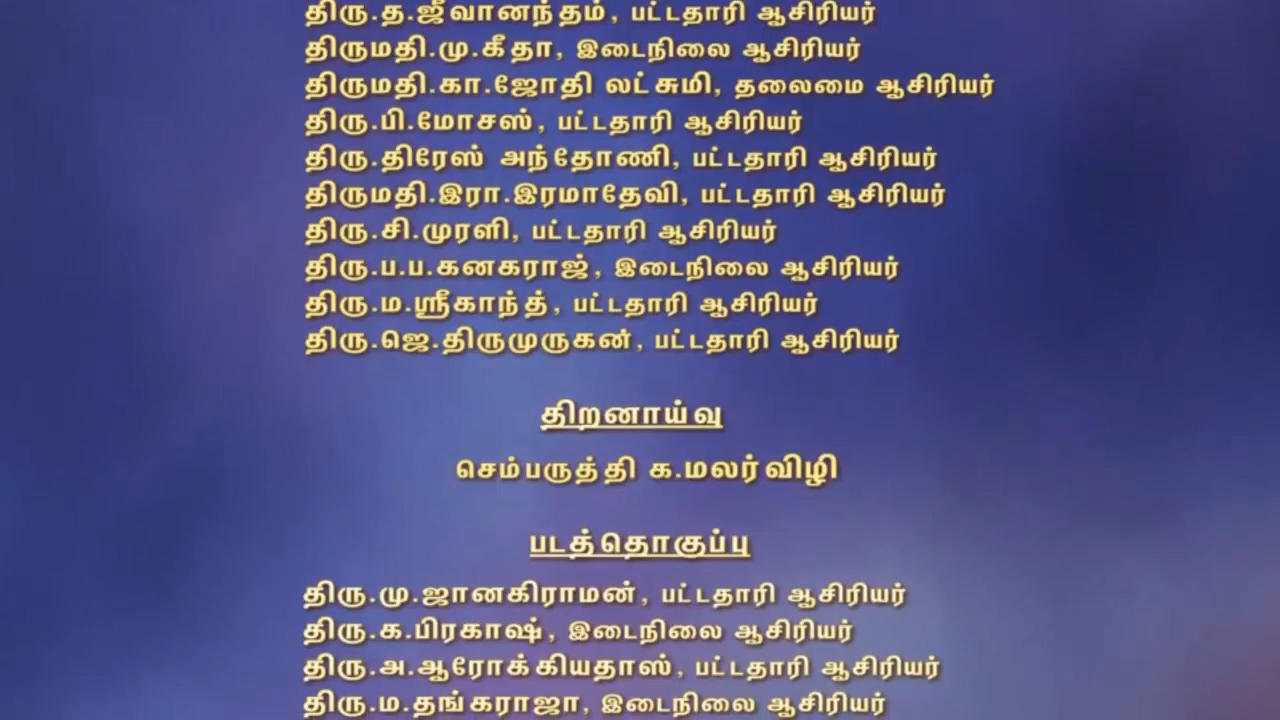 திரு.த.ஜீவானந்தம், பட்டதாரி ஆசிரியர்
திருமதி.மு.கீதா, இடைநிலை ஆசிரியர்
திருமதி.கா.ஜோதி லட்சுமி, தலைமை ஆசிரியர்
திரு.பி.மோசஸ், பட்டதாரி ஆசிரியர்
திரு.திரேஸ் அந்தோணி, பட்டதாரி ஆசிரியர்
திருமதி.இரா.இரமாதேவி, பட்டதாரி ஆசிரியர்
திரு.சி.முரளி, பட்டதாரி ஆசிரியர்
திரு.ப.ப.கனகராஜ், இடைநிலை ஆசிரியர்
திரு.ம.ஸ்ரீகாந்த், பட்டதாரி ஆசிரியர்
திரு.ஜெ.திருமுருகன், பட்டதாரி ஆசிரியர்
திறனாய்வு
செம்பருத்தி க.மலர்விழி
படத்தொகுப்பு
திரு.மு.ஜானகிராமன், பட்டதாரி ஆசிரியர்
திரு.க.பிரகாஷ், இடைநிலை ஆசிரியர்
திரு.அ.ஆரோக்கியதாஸ், பட்டதாரி ஆசிரியர்
திரு.ம.தங்கராஜா, இடைநிலை ஆசிரியர்